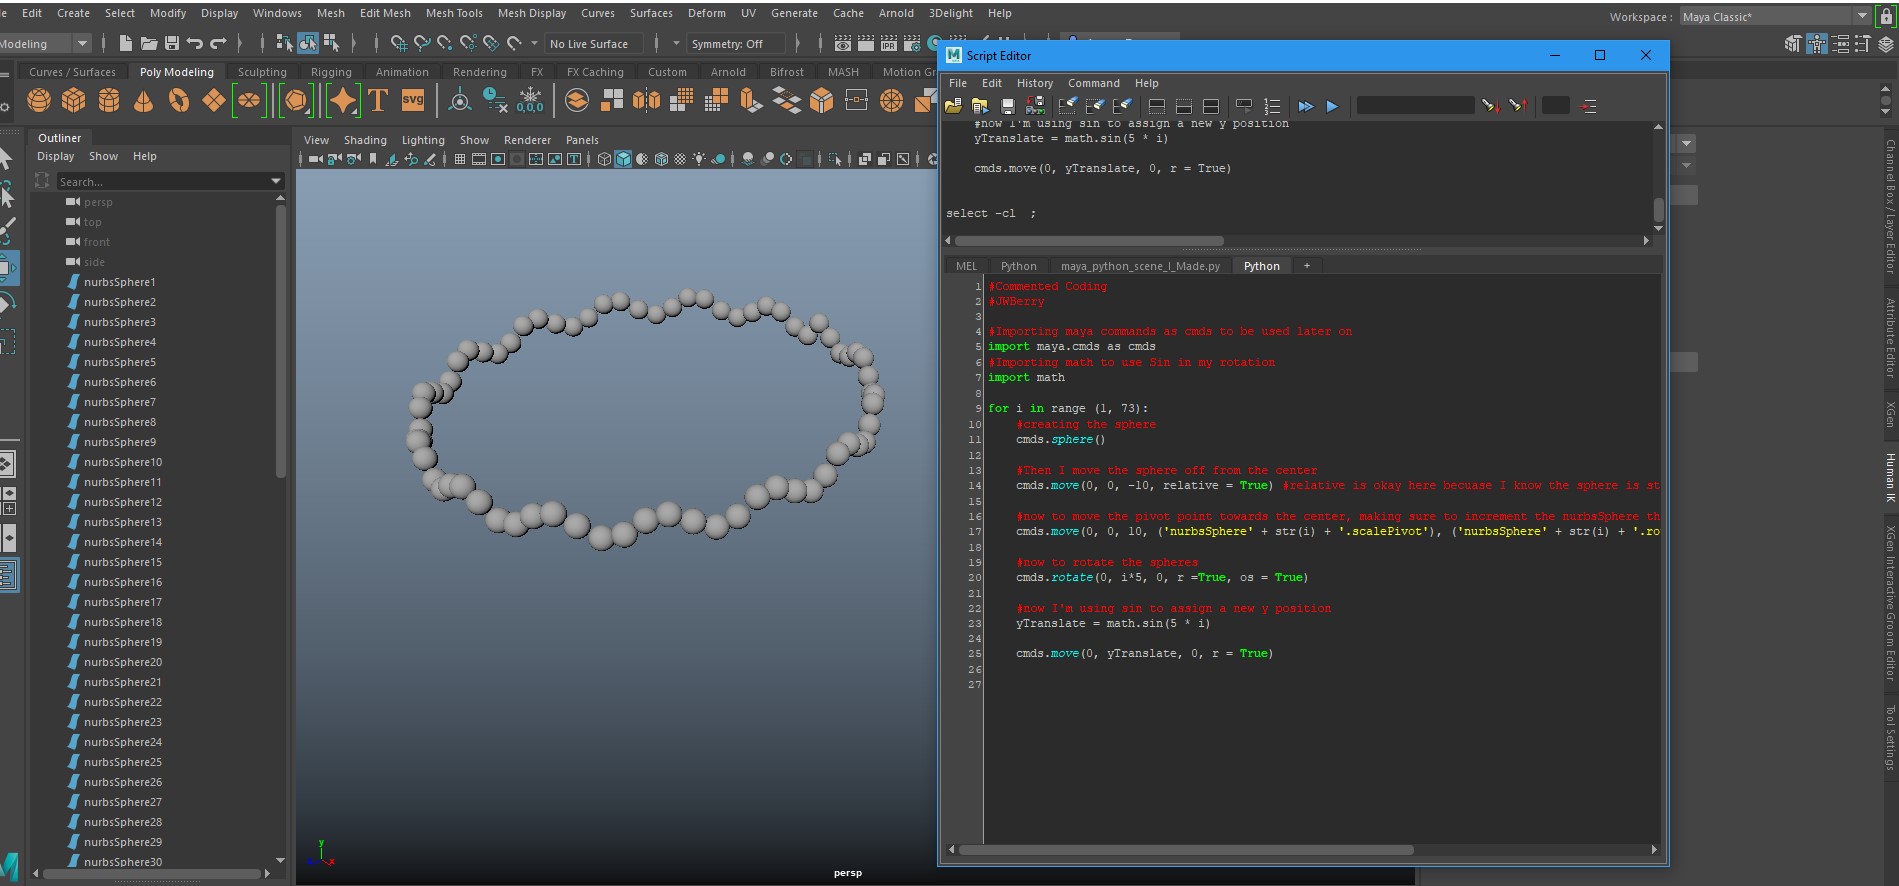 Edit Create Select Modify Display Windows Mesh Edit Mesh Mesh Tools Mesh Display Curves Surfaces Deform UV Generate Cache Arnold 3Delight Help
Workspace : Maya Classic*
Modeling
No Live Surface
Symmetry: Off
IPR
Curves / Surfaces Poly Modeling Sculpting Rigging Animation Rendering FX FX Caching Custom Arnold Bifrost MASH Motion Gr
T
svg
0,0,0
Outliner
Display Show Help
Search...
persp
top
front
side
nurbsSphere1
nurbsSphere2
nurbsSphere3
nurbsSphere4
nurbsSphere5
nurbsSphere6
nurbsSphere7
nurbsSphere8
nurbsSphere9
nurbsSphere10
nurbsSphere11
nurbsSphere12
nurbsSphere13
nurbsSphere14
nurbsSphere15
nurbsSphere16
nurbsSphere17
nurbsSphere18
nurbsSphere19
nurbsSphere20
nurbsSphere21
nurbsSphere22
nurbsSphere23
nurbsSphere24
nurbsSphere25
nurbsSphere26
nurbsSphere27
nurbsSphere28
nurbsSphere29
nurbsSphere30
View Shading Lighting Show Renderer Panels
y
x
persp
Script Editor
File Edit History Command Help
#now I'm using sin to assign a new y position
yTranslate = math.sin(5 * i)
cmds.move(0, yTranslate, 0, r = True)
select -cl ;
MEL Python maya_python_scene_I_Made.py Python +
1 #Commented Coding
2 #JWBerry
3
4 #Importing maya commands as cmds to be used later on
5 import maya.cmds as cmds
6 #Importing math to use Sin in my rotation
7 import math
8
9 for i in range (1, 73):
10 #creating the sphere
11 cmds.sphere()
12
13 #Then I move the sphere off from the center
14 cmds.move(0, 0, -10, relative = True) #relative is okay here becuase I know the sphere is st
15
16 #now to move the pivot point towards the center, making sure to increment the nurbsSphere th
17 cmds.move(0, 0, 10, ('nurbsSphere' + str(i) + '.scalePivot'), ('nurbsSphere' + str(i) + '.ro
18
19 #now to rotate the spheres
20 cmds.rotate(0, i*5, 0, r =True, os = True)
21
22 #now I'm using sin to assign a new y position
23 yTranslate = math.sin(5 * i)
24
25 cmds.move(0, yTranslate, 0, r = True)
26
27
Channel Box / Layer Editor
Attribute Editor
XGen
Human IK
XGen Interactive Groom Editor
Tool Settings